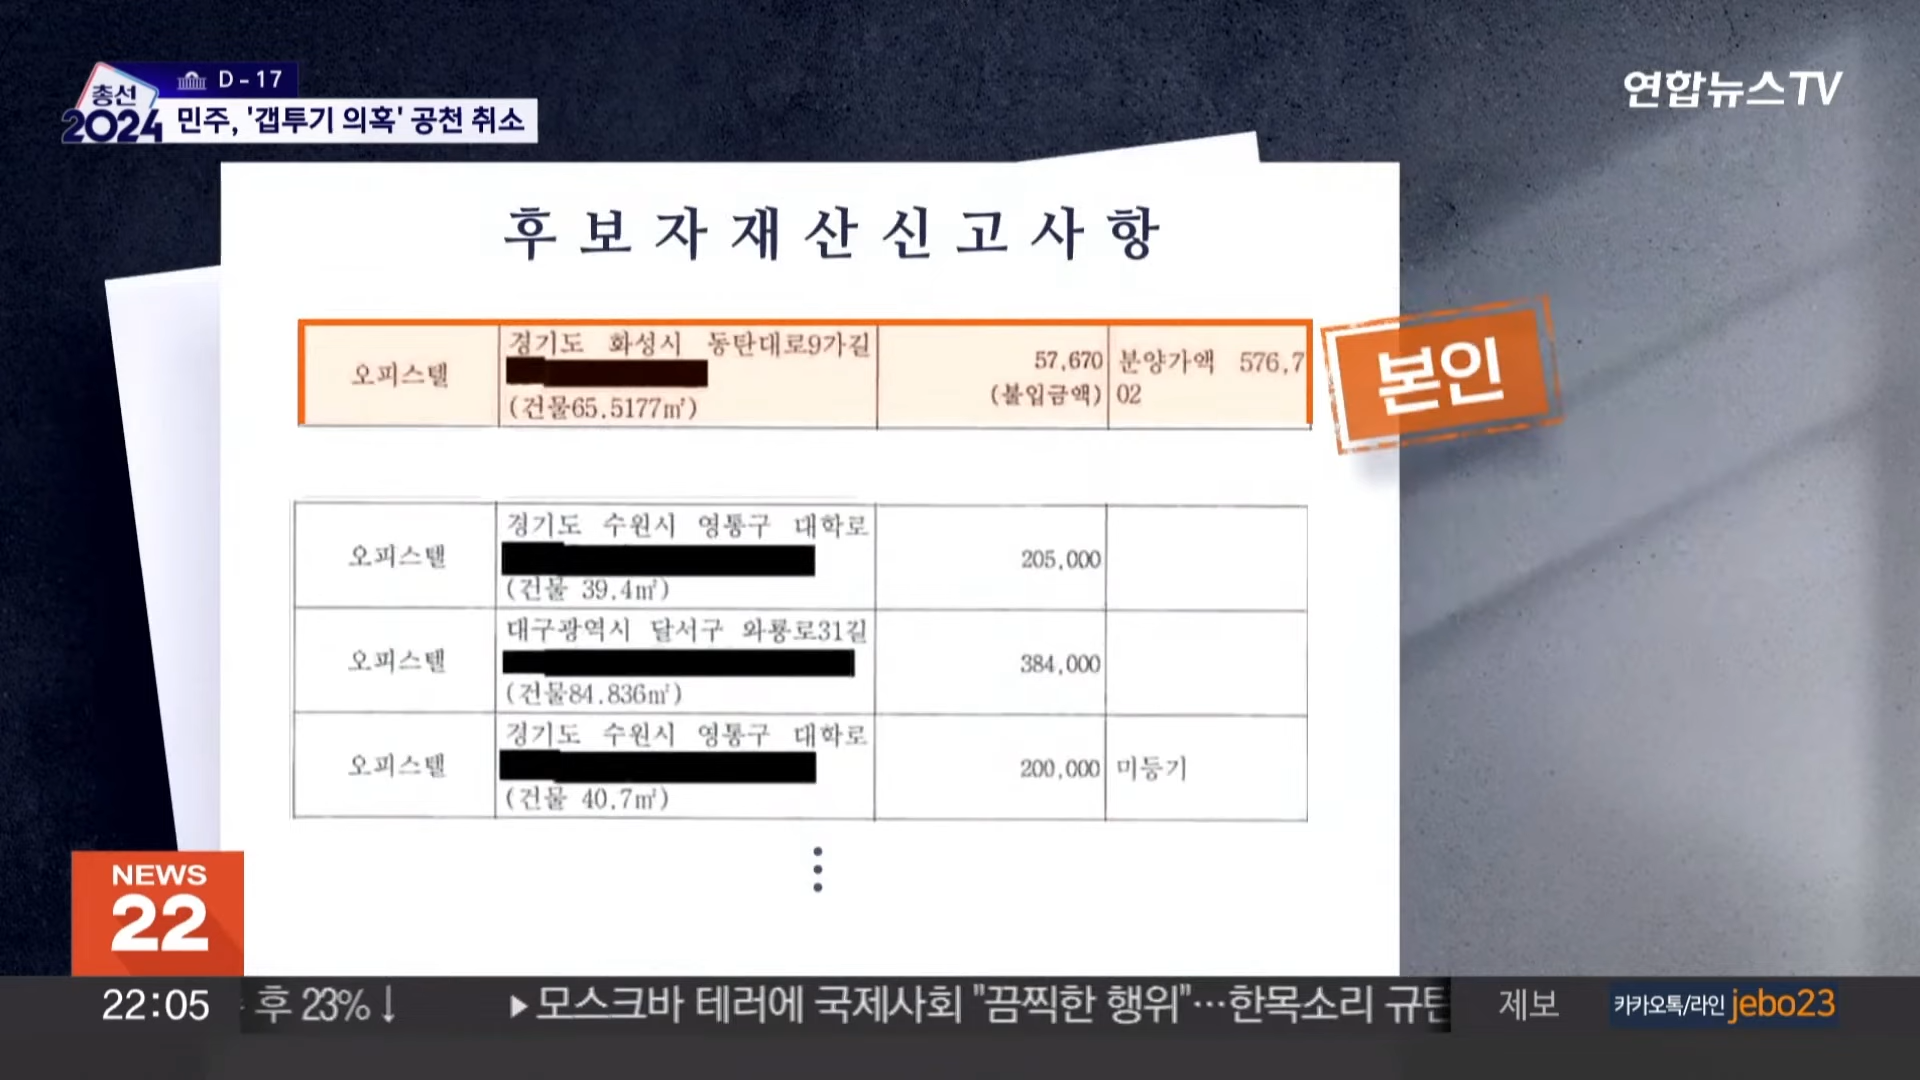 총선
2024
D-17
민주, '갭투기 의혹' 공천 취소
연합뉴스TV
후보자재산신고사항
오피스텔
경기도 화성시 동탄대로9가길
(건물65.5177㎡)
57,670
(불입금액)
분양가액 576,7
02
본인
오피스텔
경기도 수원시 영통구 대학로
(건물 39.4㎡)
205,000
오피스텔
대구광역시 달서구 와룡로31길
(건물84.836㎡)
384,000
오피스텔
경기도 수원시 영통구 대학로
(건물 40.7㎡)
200,000
미등기
NEWS
22
22:05
후 23%↓ ▶모스크바 테러에 국제사회 "끔찍한 행위"…한목소리 규탄
제보
카카오톡/라인 jebo23